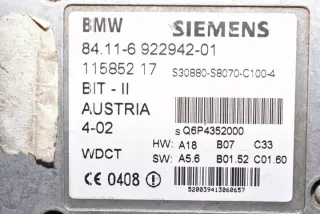 BMW SIEMENS
84.11-6 922942-01
115852 17 S30880-S8070-C100-4
BIT - II
AUSTRIA
4-02 S Q6P4352000
HW: A18 B07 C33
WDCT SW: A5.6 B01.52 C01.60
CE 0408 !
520039413060657